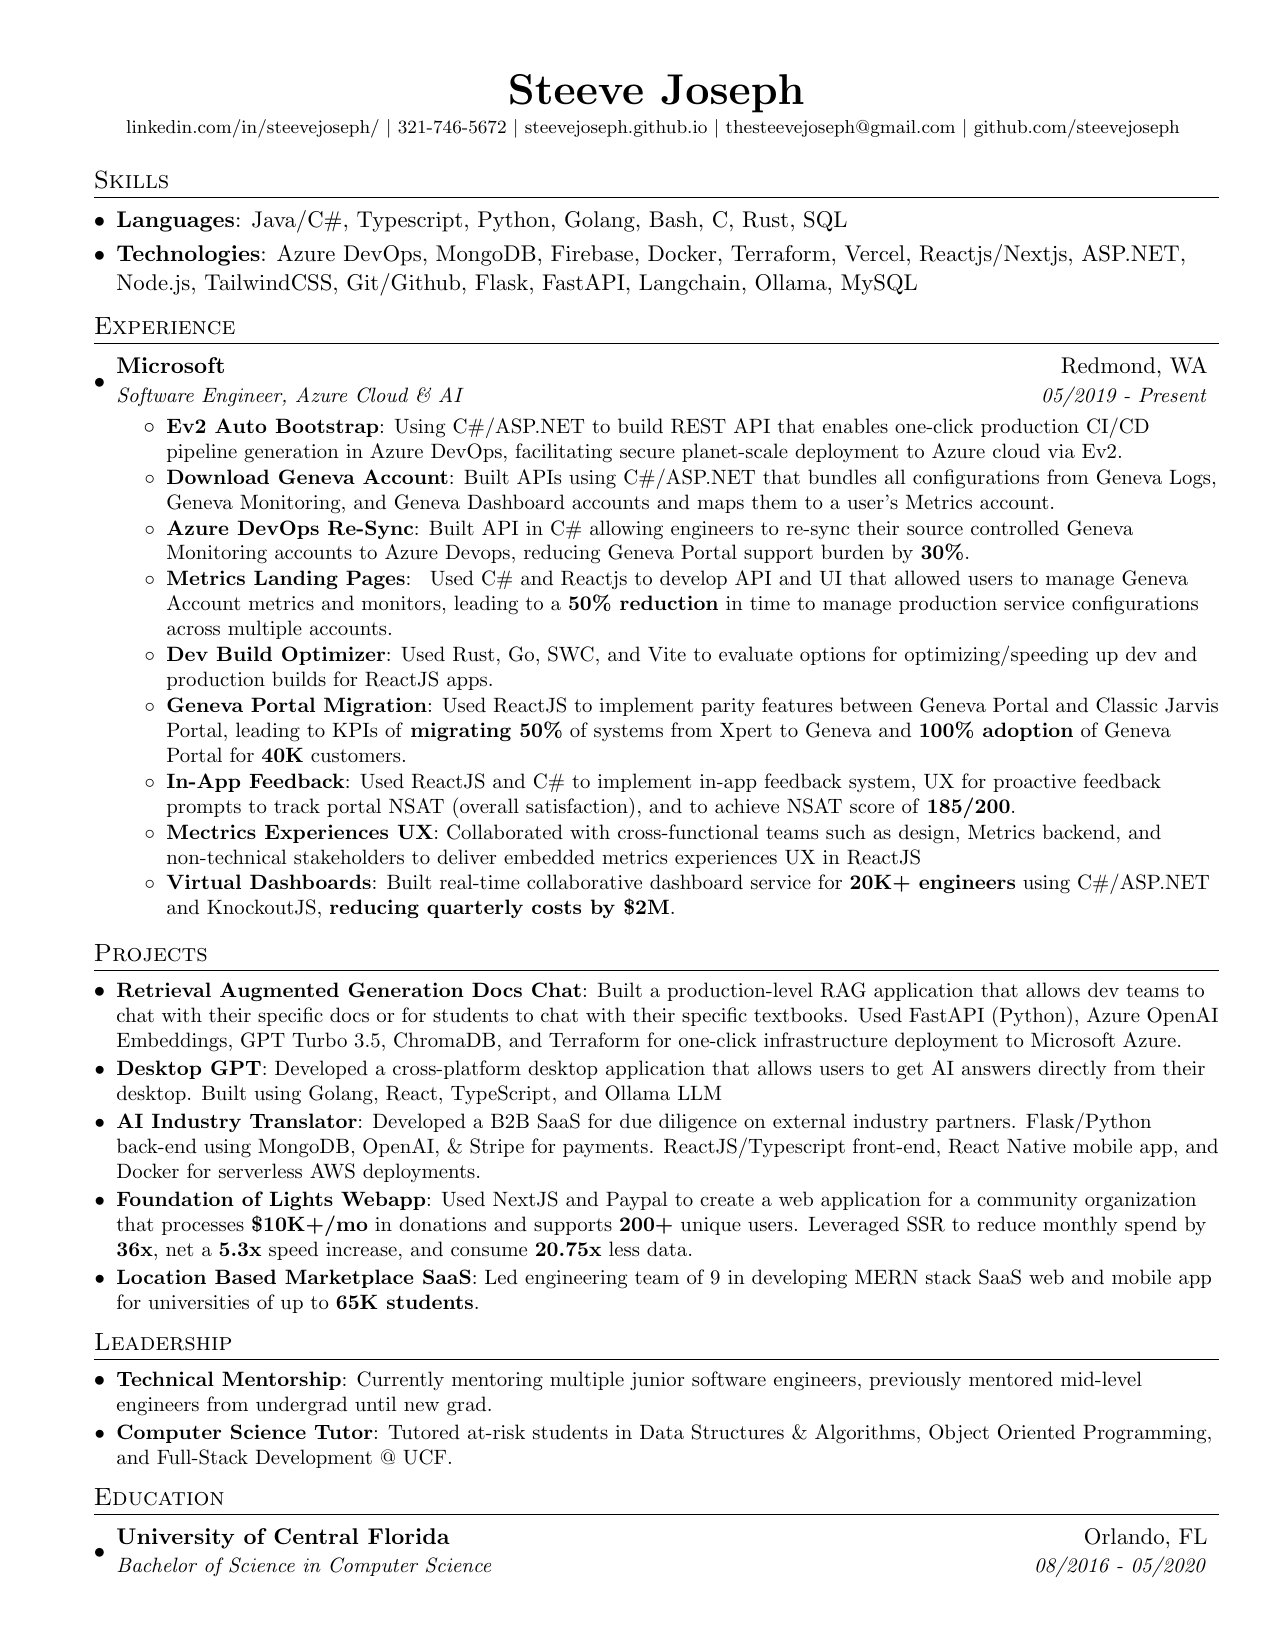 Steeve Joseph
linkedin.com/in/steevejoseph/ | 321-746-5672 | steevejoseph.github.io | thesteevejoseph@gmail.com | github.com/steevejoseph
Skills
• Languages: Java/C#, Typescript, Python, Golang, Bash, C, Rust, SQL
• Technologies: Azure DevOps, MongoDB, Firebase, Docker, Terraform, Vercel, Reactjs/Nextjs, ASP.NET,
Node.js, TailwindCSS, Git/Github, Flask, FastAPI, Langchain, Ollama, MySQL
Experience
• Microsoft Redmond, WA
Software Engineer, Azure Cloud & AI 05/2019 - Present
◦ Ev2 Auto Bootstrap: Using C#/ASP.NET to build REST API that enables one-click production CI/CD
pipeline generation in Azure DevOps, facilitating secure planet-scale deployment to Azure cloud via Ev2.
◦ Download Geneva Account: Built APIs using C#/ASP.NET that bundles all configurations from Geneva Logs,
Geneva Monitoring, and Geneva Dashboard accounts and maps them to a user's Metrics account.
◦ Azure DevOps Re-Sync: Built API in C# allowing engineers to re-sync their source controlled Geneva
Monitoring accounts to Azure Devops, reducing Geneva Portal support burden by 30%.
◦ Metrics Landing Pages: Used C# and Reactjs to develop API and UI that allowed users to manage Geneva
Account metrics and monitors, leading to a 50% reduction in time to manage production service configurations
across multiple accounts.
◦ Dev Build Optimizer: Used Rust, Go, SWC, and Vite to evaluate options for optimizing/speeding up dev and
production builds for ReactJS apps.
◦ Geneva Portal Migration: Used ReactJS to implement parity features between Geneva Portal and Classic Jarvis
Portal, leading to KPIs of migrating 50% of systems from Xpert to Geneva and 100% adoption of Geneva
Portal for 40K customers.
◦ In-App Feedback: Used ReactJS and C# to implement in-app feedback system, UX for proactive feedback
prompts to track portal NSAT (overall satisfaction), and to achieve NSAT score of 185/200.
◦ Mectrics Experiences UX: Collaborated with cross-functional teams such as design, Metrics backend, and
non-technical stakeholders to deliver embedded metrics experiences UX in ReactJS
◦ Virtual Dashboards: Built real-time collaborative dashboard service for 20K+ engineers using C#/ASP.NET
and KnockoutJS, reducing quarterly costs by $2M.
Projects
• Retrieval Augmented Generation Docs Chat: Built a production-level RAG application that allows dev teams to
chat with their specific docs or for students to chat with their specific textbooks. Used FastAPI (Python), Azure OpenAI
Embeddings, GPT Turbo 3.5, ChromaDB, and Terraform for one-click infrastructure deployment to Microsoft Azure.
• Desktop GPT: Developed a cross-platform desktop application that allows users to get AI answers directly from their
desktop. Built using Golang, React, TypeScript, and Ollama LLM
• AI Industry Translator: Developed a B2B SaaS for due diligence on external industry partners. Flask/Python
back-end using MongoDB, OpenAI, & Stripe for payments. ReactJS/Typescript front-end, React Native mobile app, and
Docker for serverless AWS deployments.
• Foundation of Lights Webapp: Used NextJS and Paypal to create a web application for a community organization
that processes $10K+/mo in donations and supports 200+ unique users. Leveraged SSR to reduce monthly spend by
36x, net a 5.3x speed increase, and consume 20.75x less data.
• Location Based Marketplace SaaS: Led engineering team of 9 in developing MERN stack SaaS web and mobile app
for universities of up to 65K students.
Leadership
• Technical Mentorship: Currently mentoring multiple junior software engineers, previously mentored mid-level
engineers from undergrad until new grad.
• Computer Science Tutor: Tutored at-risk students in Data Structures & Algorithms, Object Oriented Programming,
and Full-Stack Development @ UCF.
Education
• University of Central Florida Orlando, FL
Bachelor of Science in Computer Science 08/2016 - 05/2020